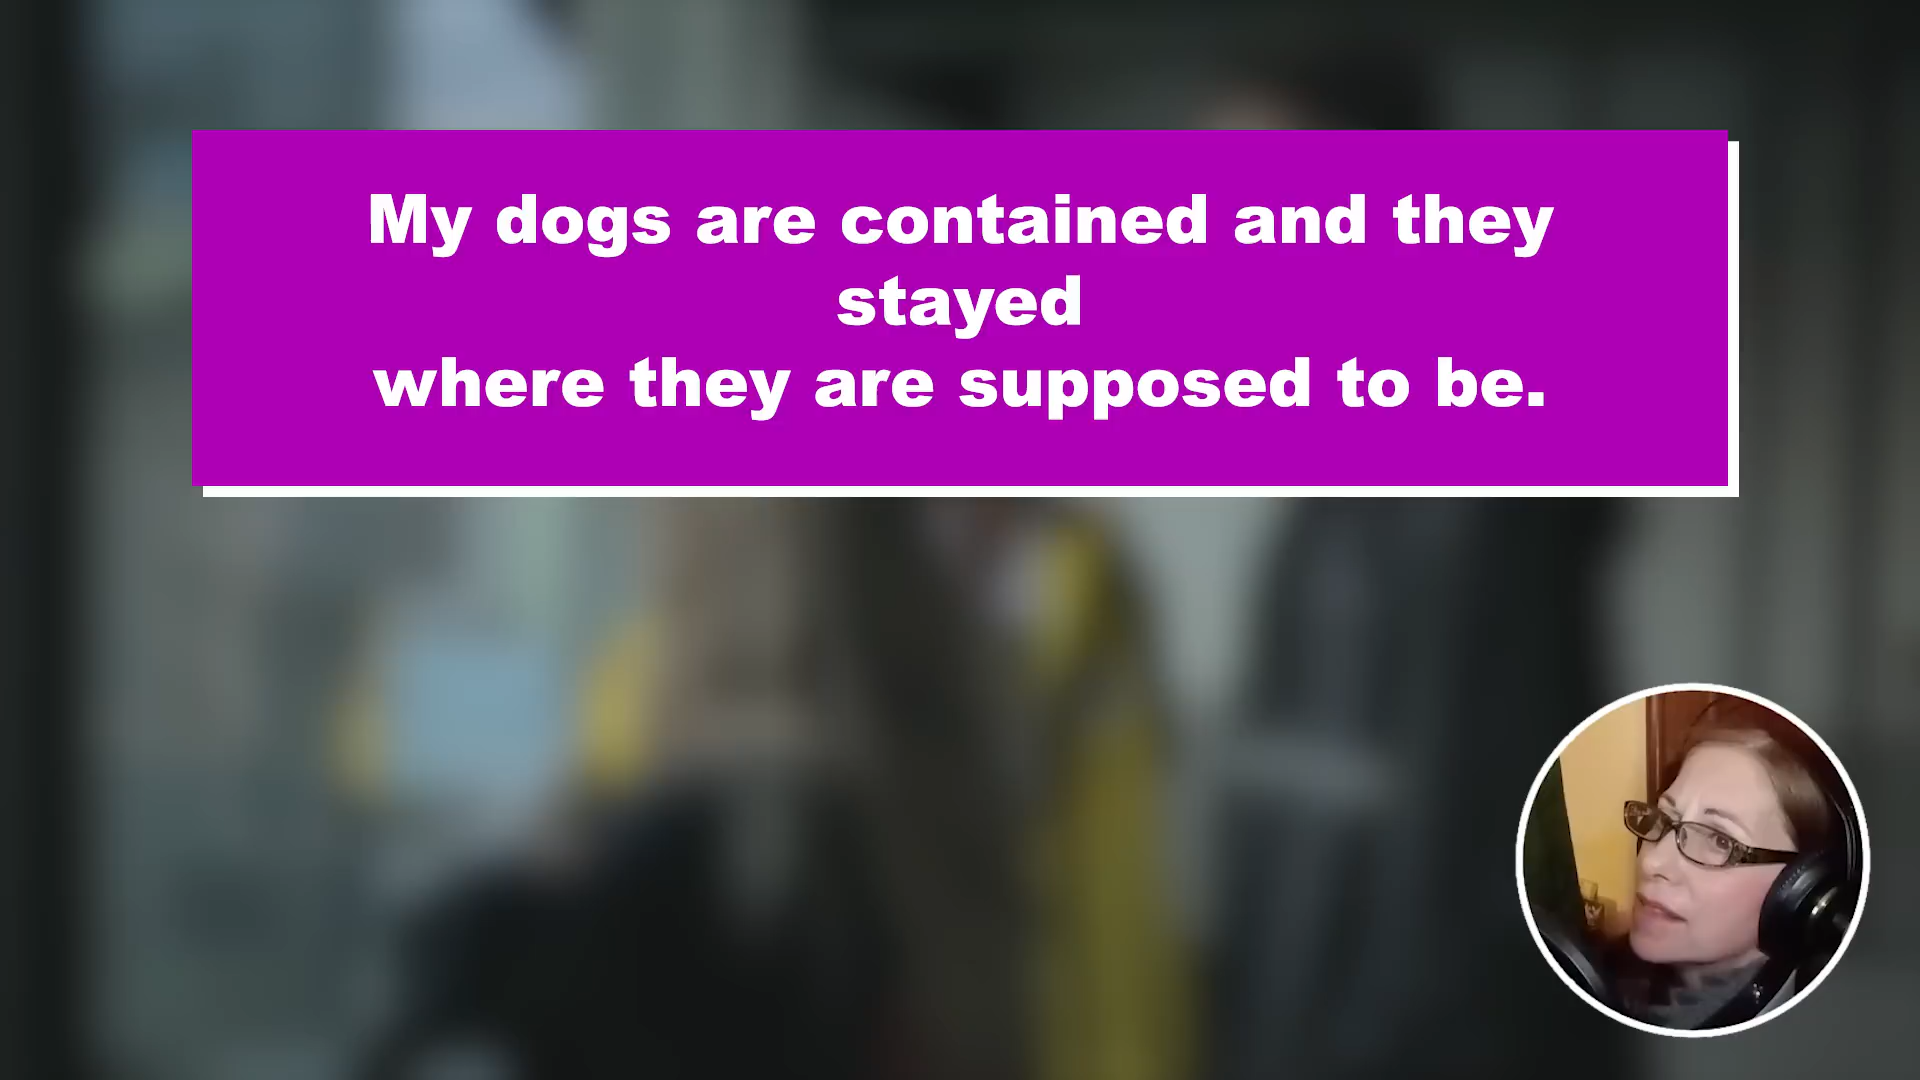 My dogs are contained and they
stayed
where they are supposed to be.